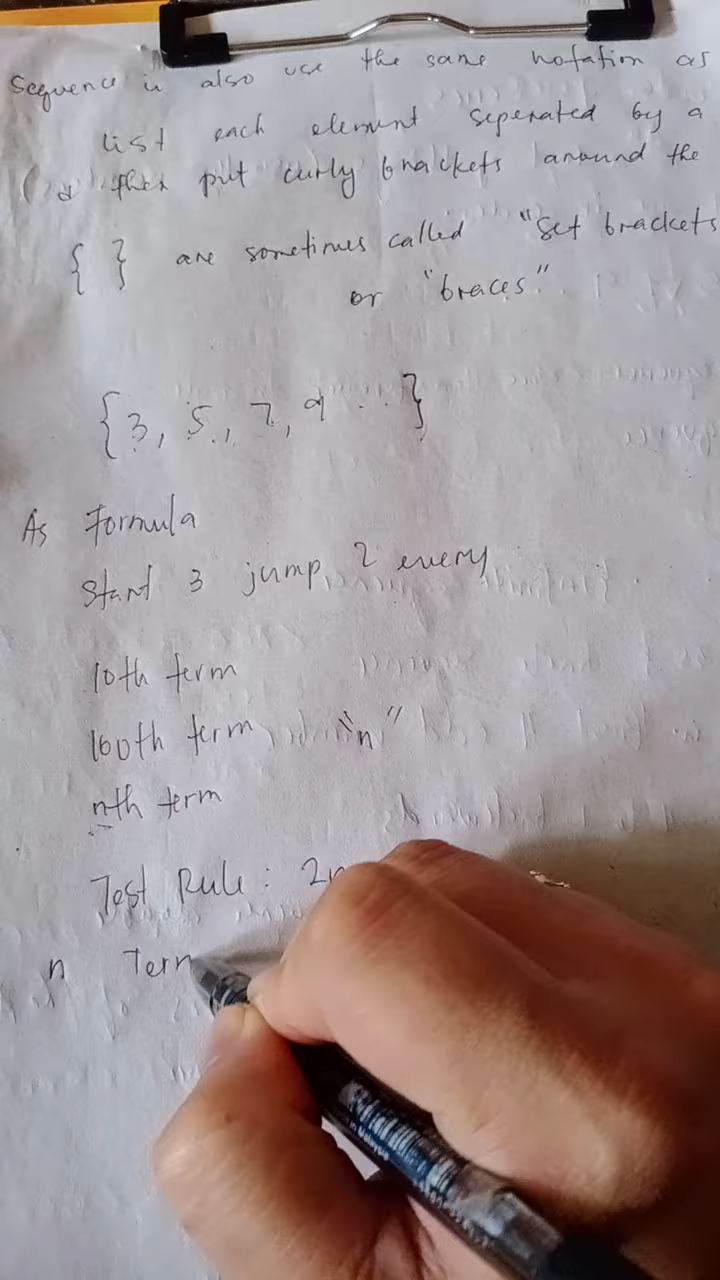 Sequence is also use the same notation as
list each element seperated by a
& then put curly brackets around the
{ } are sometimes called "set brackets
or "braces"
{3, 5, 7, 9 ...}
As Formula
Start 3 jump 2 every
10th term
100th term "n"
nth term
Test Rule: 2n
n Term